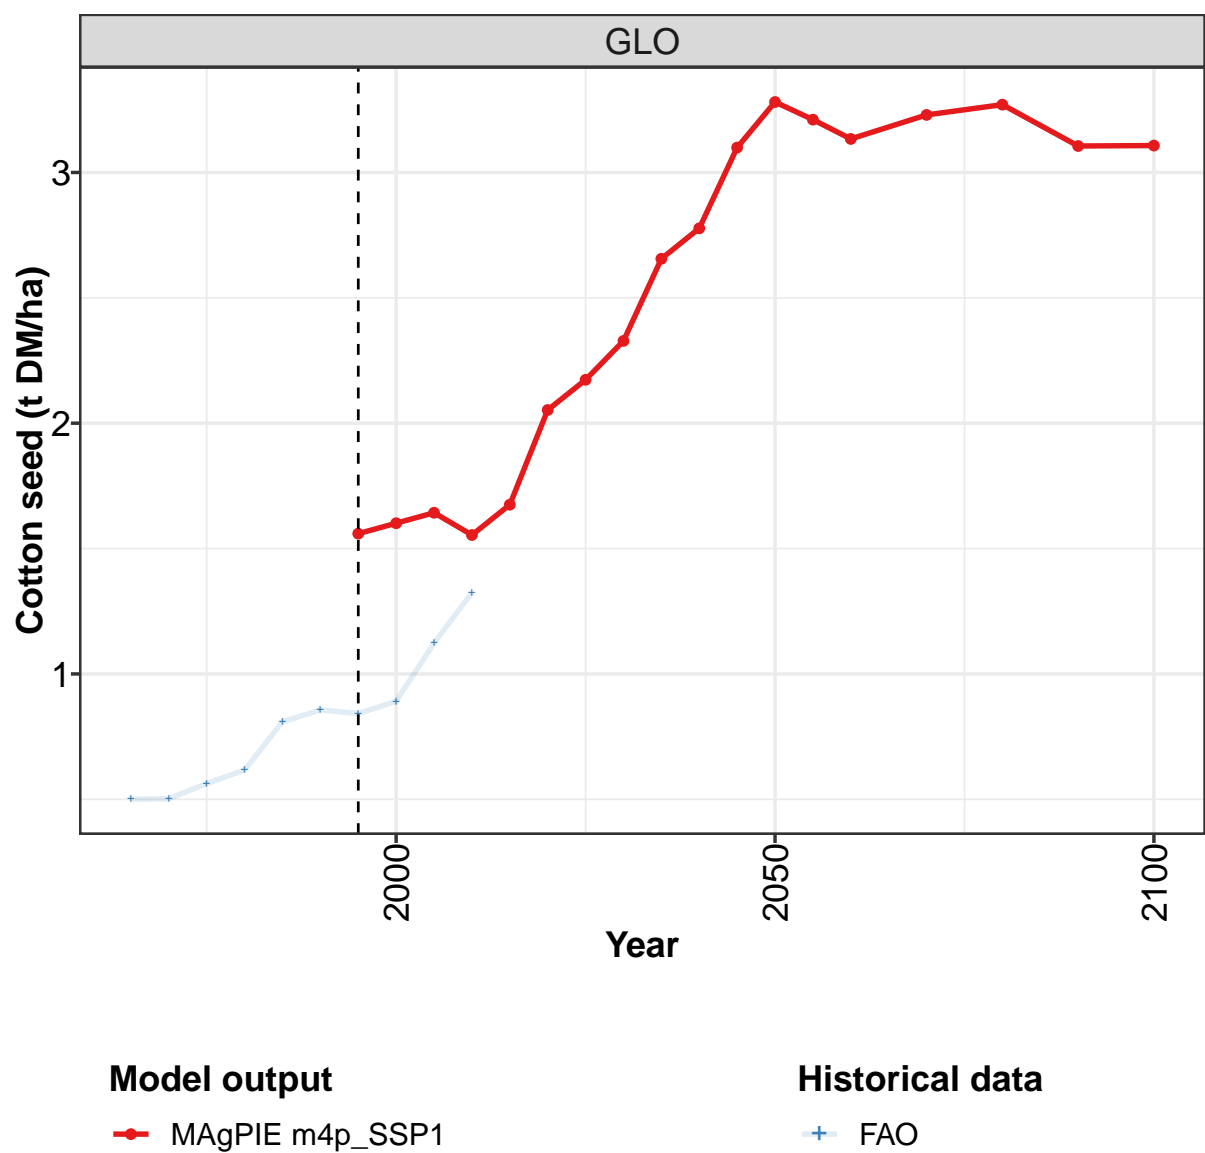 GLO
Cotton seed (t DM/ha)
3
2
1
2000
2050
2100
Year
Model output
MAgPIE m4p_SSP1
Historical data
FAO